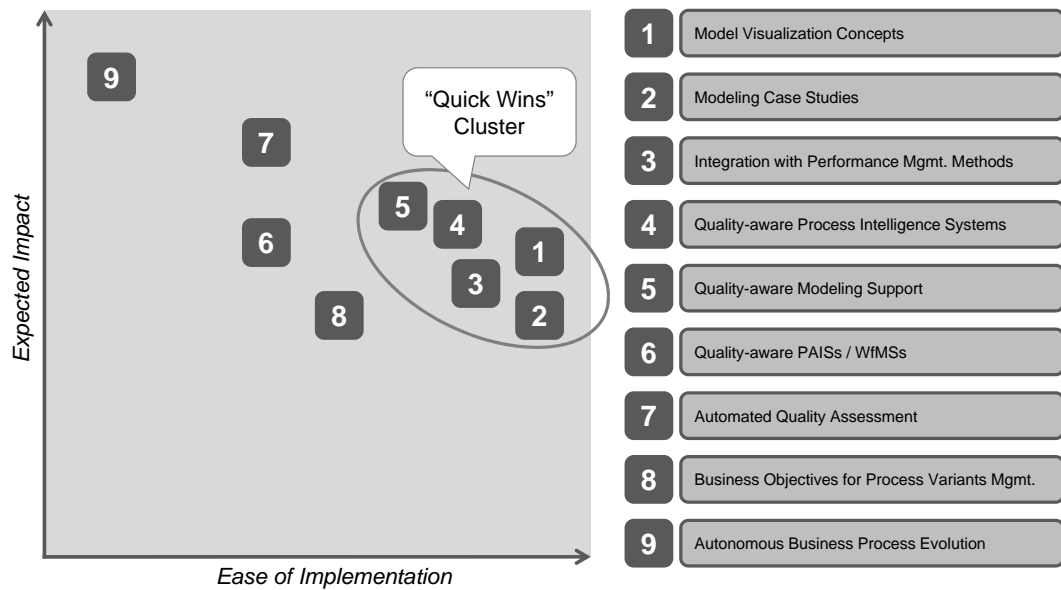 9
7
6
8
5
4
3
1
2
“Quick Wins”
Cluster
Expected Impact
Ease of Implementation
1 Model Visualization Concepts
2 Modeling Case Studies
3 Integration with Performance Mgmt. Methods
4 Quality-aware Process Intelligence Systems
5 Quality-aware Modeling Support
6 Quality-aware PAISs / WfMSs
7 Automated Quality Assessment
8 Business Objectives for Process Variants Mgmt.
9 Autonomous Business Process Evolution